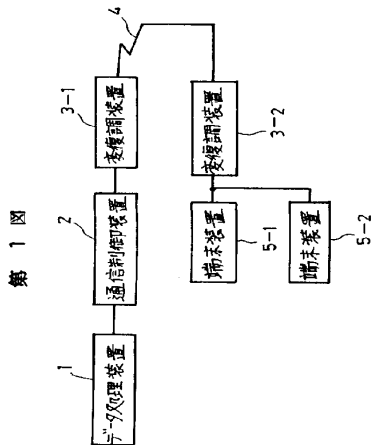 第 1 図
1
データ処理装置
2
通信制御装置
3-1
変復調装置
4
変復調装置
3-2
端末装置
5-1
端末装置
5-2